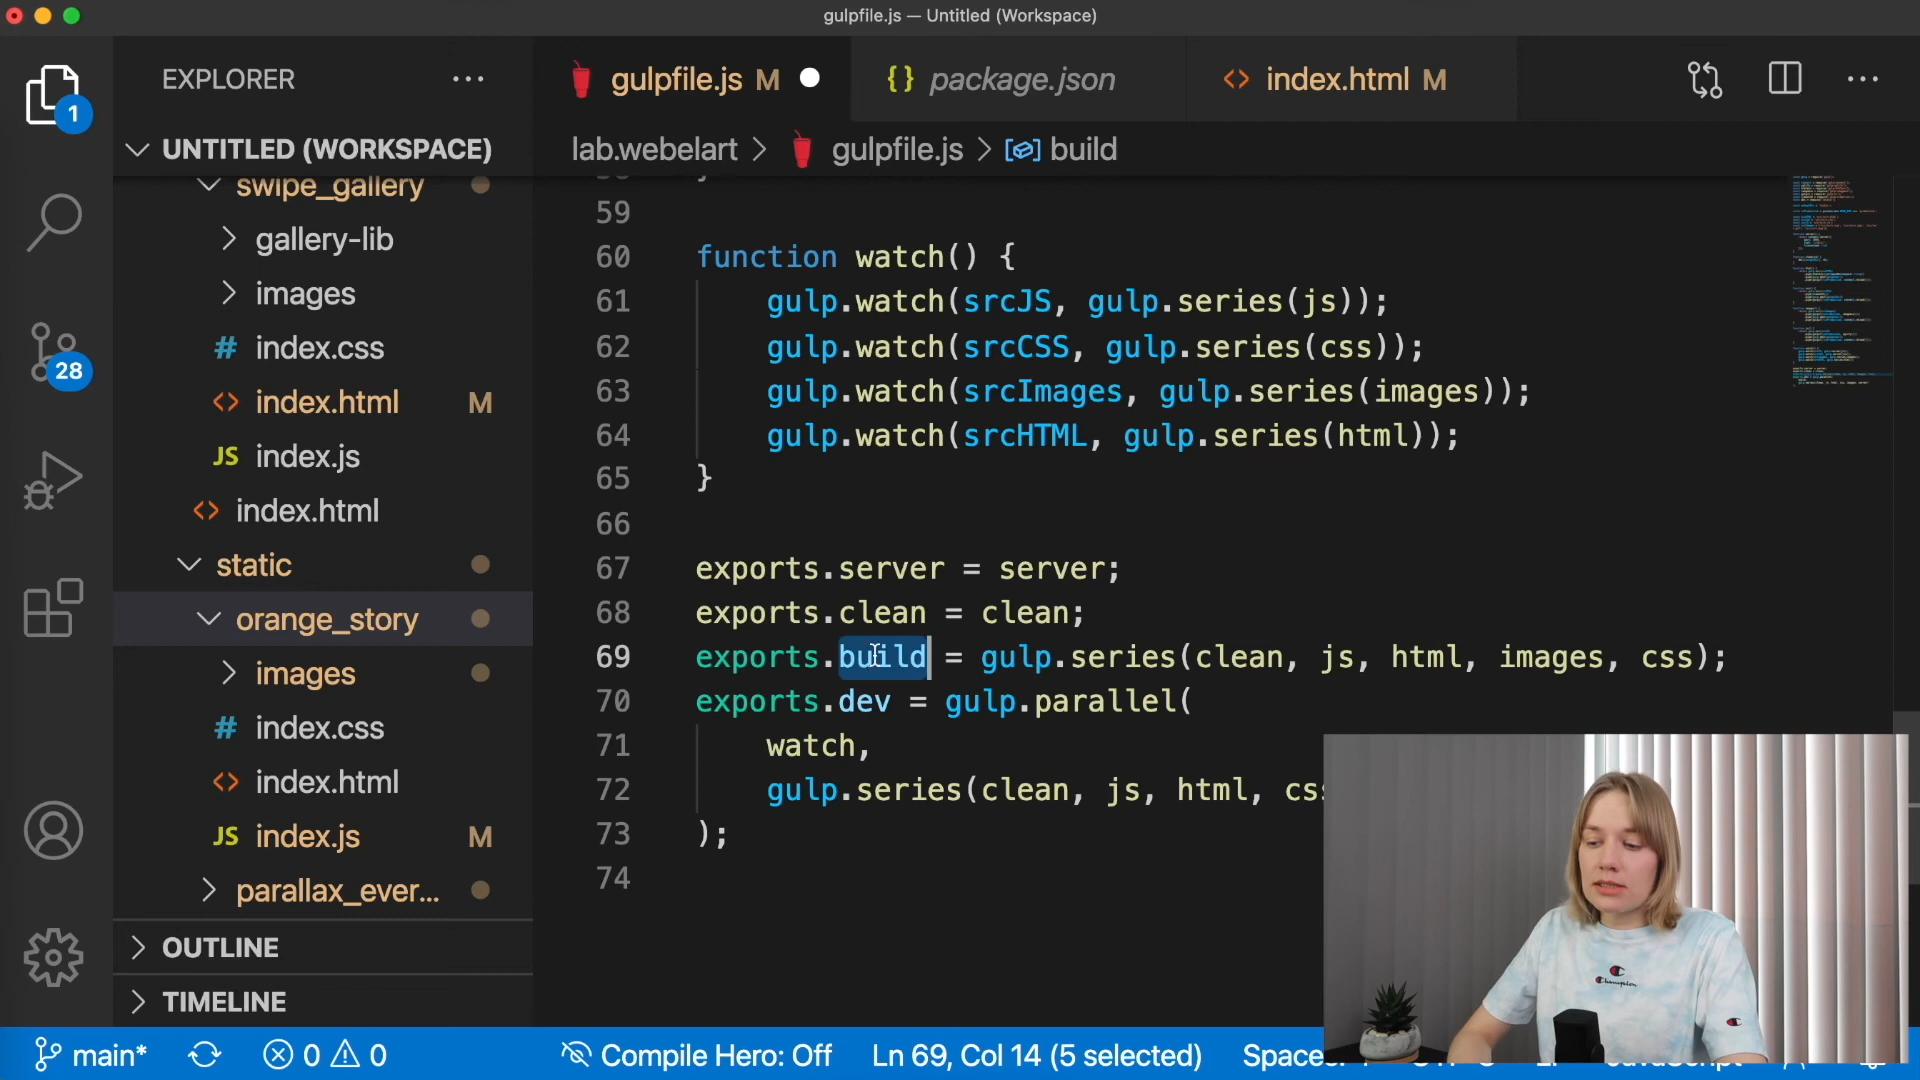 gulpfile.js — Untitled (Workspace)
EXPLORER
gulpfile.js M
package.json
index.html M
1
UNTITLED (WORKSPACE)
lab.webelart > gulpfile.js > build
swipe_gallery
gallery-lib
images
# index.css
<> index.html M
JS index.js
<> index.html
static
orange_story
images
# index.css
<> index.html
JS index.js M
parallax_ever...
OUTLINE
TIMELINE
28
59
60 function watch() {
61 gulp.watch(srcJS, gulp.series(js));
62 gulp.watch(srcCSS, gulp.series(css));
63 gulp.watch(srcImages, gulp.series(images));
64 gulp.watch(srcHTML, gulp.series(html));
65 }
66
67 exports.server = server;
68 exports.clean = clean;
69 exports.build = gulp.series(clean, js, html, images, css);
70 exports.dev = gulp.parallel(
71 watch,
72 gulp.series(clean, js, html, cs
73 );
74
Champion
main* 0 0 Compile Hero: Off Ln 69, Col 14 (5 selected)